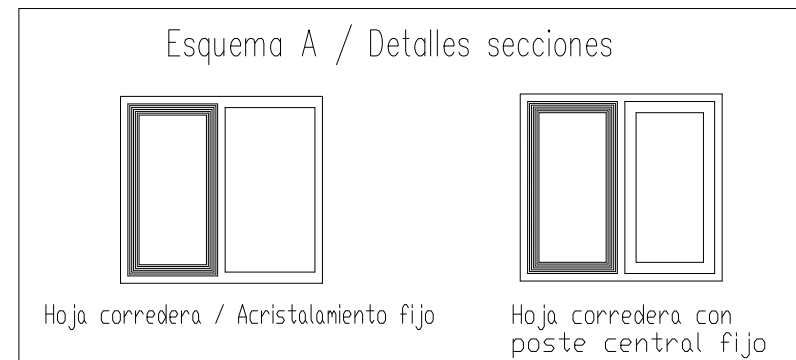 Esquema A / Detalles secciones
Hoja corredera / Acristalamiento fijo
Hoja corredera con
poste central fijo